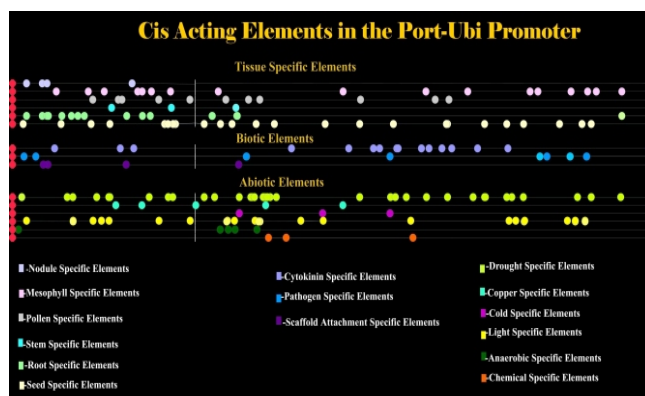 Cis Acting Elements in the Port-Ubi Promoter
Tissue Specific Elements
Biotic Elements
Abiotic Elements
-Nodule Specific Elements
-Mesophyll Specific Elements
-Pollen Specific Elements
-Stem Specific Elements
-Root Specific Elements
-Seed Specific Elements
-Cytokinin Specific Elements
-Pathogen Specific Elements
-Scaffold Attachment Specific Elements
-Drought Specific Elements
-Copper Specific Elements
-Cold Specific Elements
-Light Specific Elements
-Anaerobic Specific Elements
-Chemical Specific Elements